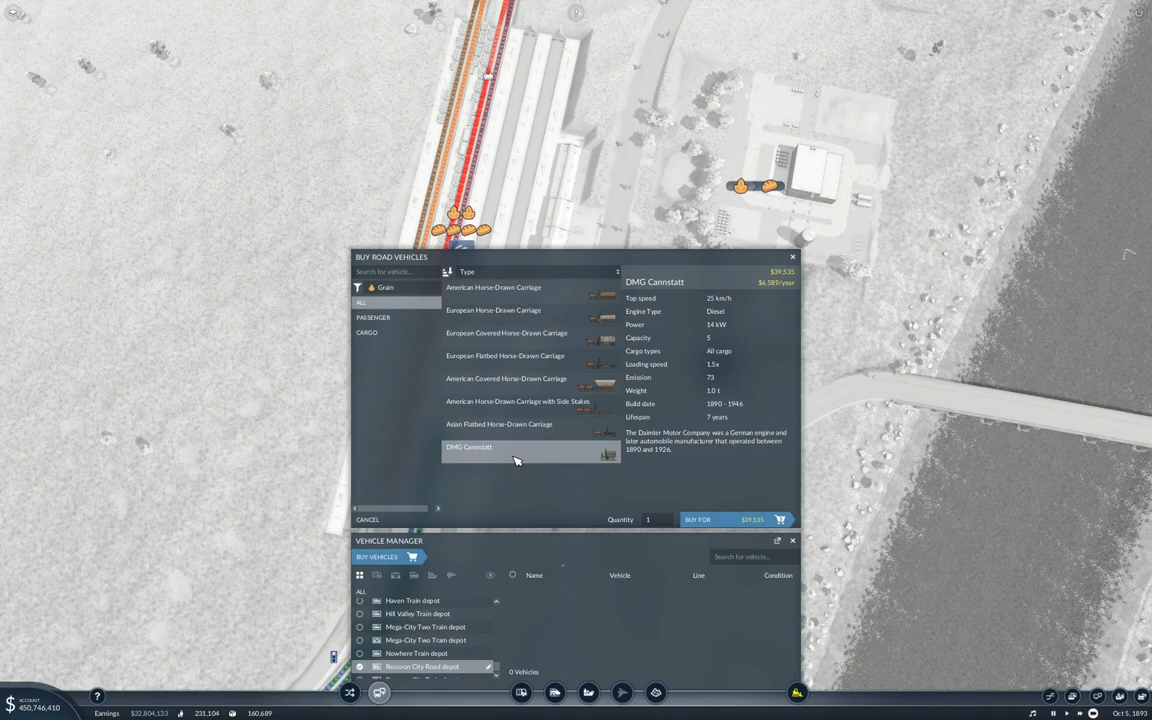 BUY ROAD VEHICLES
Search for vehicle...
Type
Grain
ALL
PASSENGER
CARGO
American Horse-Drawn Carriage
European Horse-Drawn Carriage
European Covered Horse-Drawn Carriage
European Flatbed Horse-Drawn Carriage
American Covered Horse-Drawn Carriage
American Horse-Drawn Carriage with Side Stakes
Asian Flatbed Horse-Drawn Carriage
DMG Cannstatt
$39,535
DMG Cannstatt
$6.589/year
Top speed 25 km/h
Engine Type Diesel
Power 14 kW
Capacity 5
Cargo types All cargo
Loading speed 1.5x
Emission 73
Weight 1.0 t
Build date 1890 - 1946
Lifespan 7 years
The Daimler Motor Company was a German engine and
later automobile manufacturer that operated between
1890 and 1926.
CANCEL
Quantity 1
BUY FOR $39,535
VEHICLE MANAGER
BUY VEHICLES
Search for vehicle...
Name Vehicle Line Condition
ALL
Haven Train depot
Hill Valley Train depot
Mega-City Two Train depot
Mega-City Two Tram depot
Nowhere Train depot
Raccoon City Road depot
0 Vehicles
$ ACCOUNT
450,746,410
?
Earnings $32,804,133 231,104 160,689
Oct 5, 1893